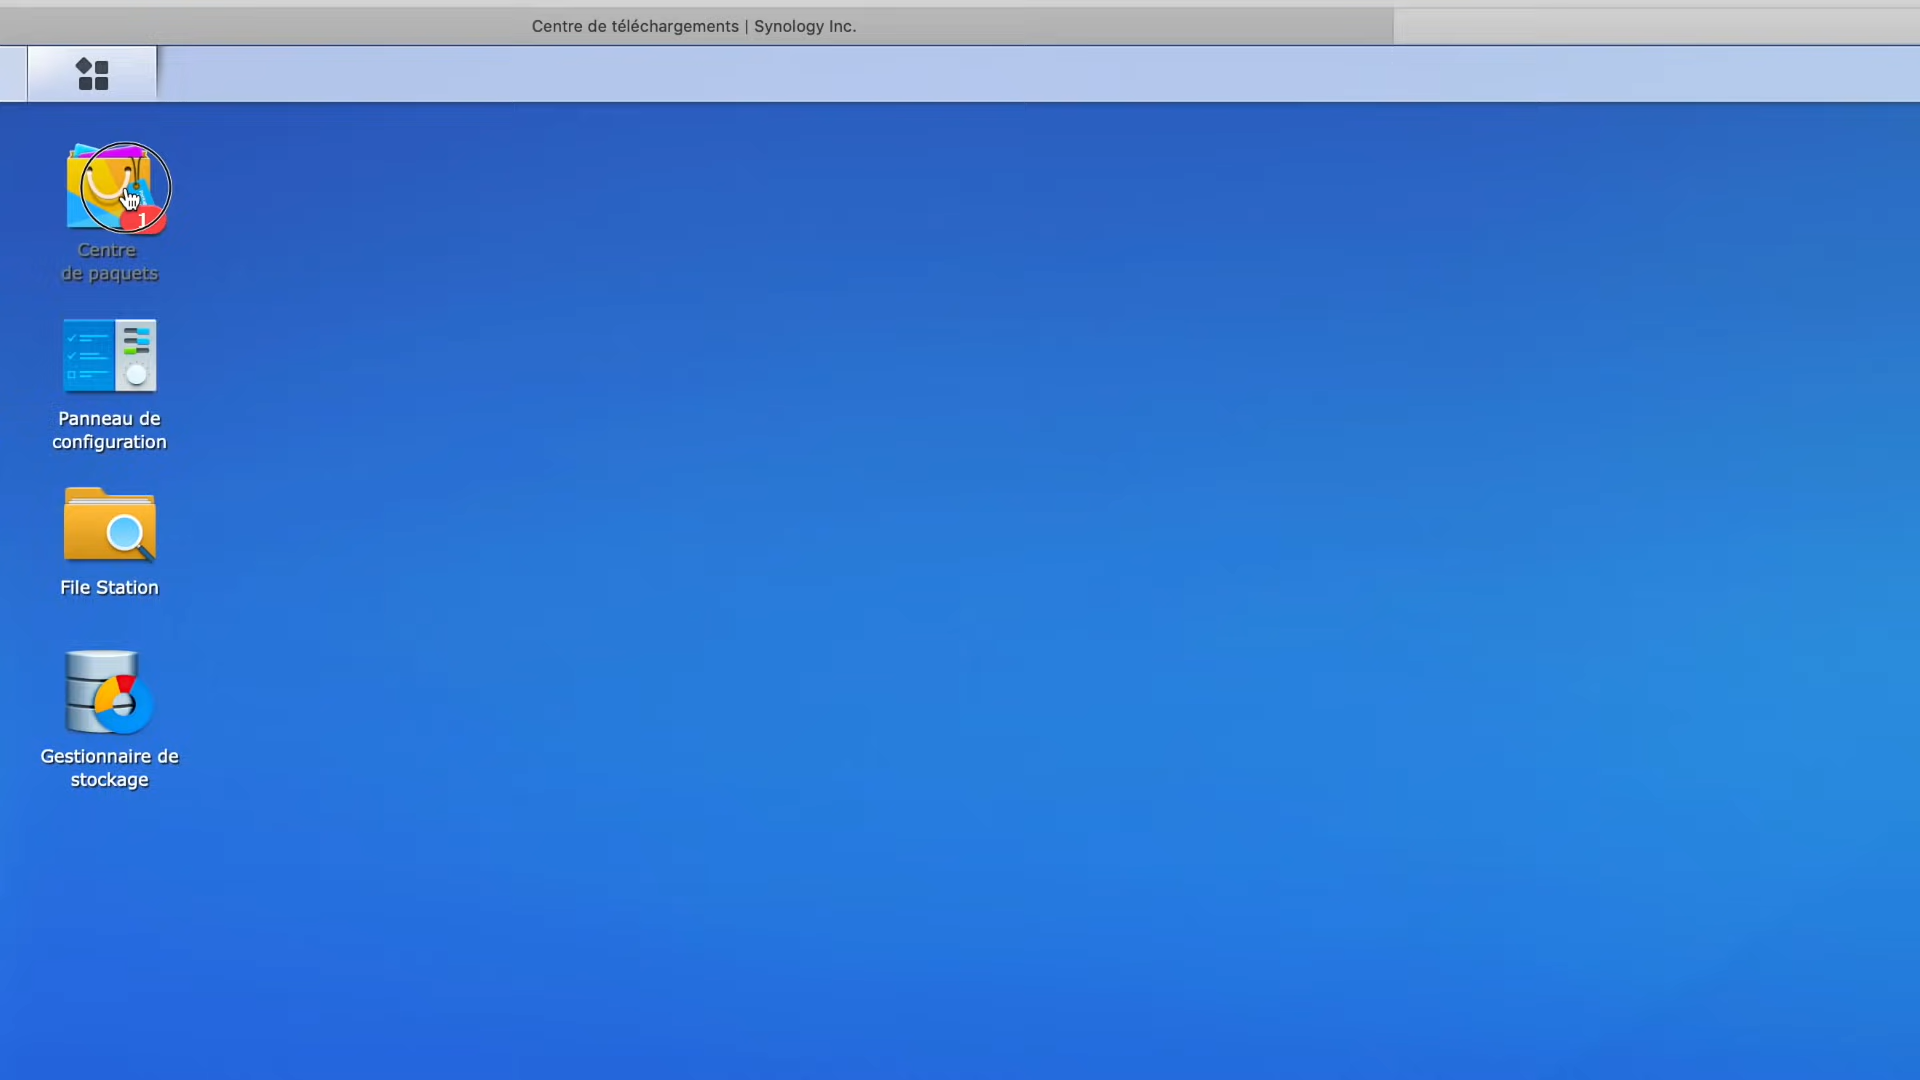 Centre de téléchargements | Synology Inc.
1
Centre
de paquets
Panneau de
configuration
File Station
Gestionnaire de
stockage